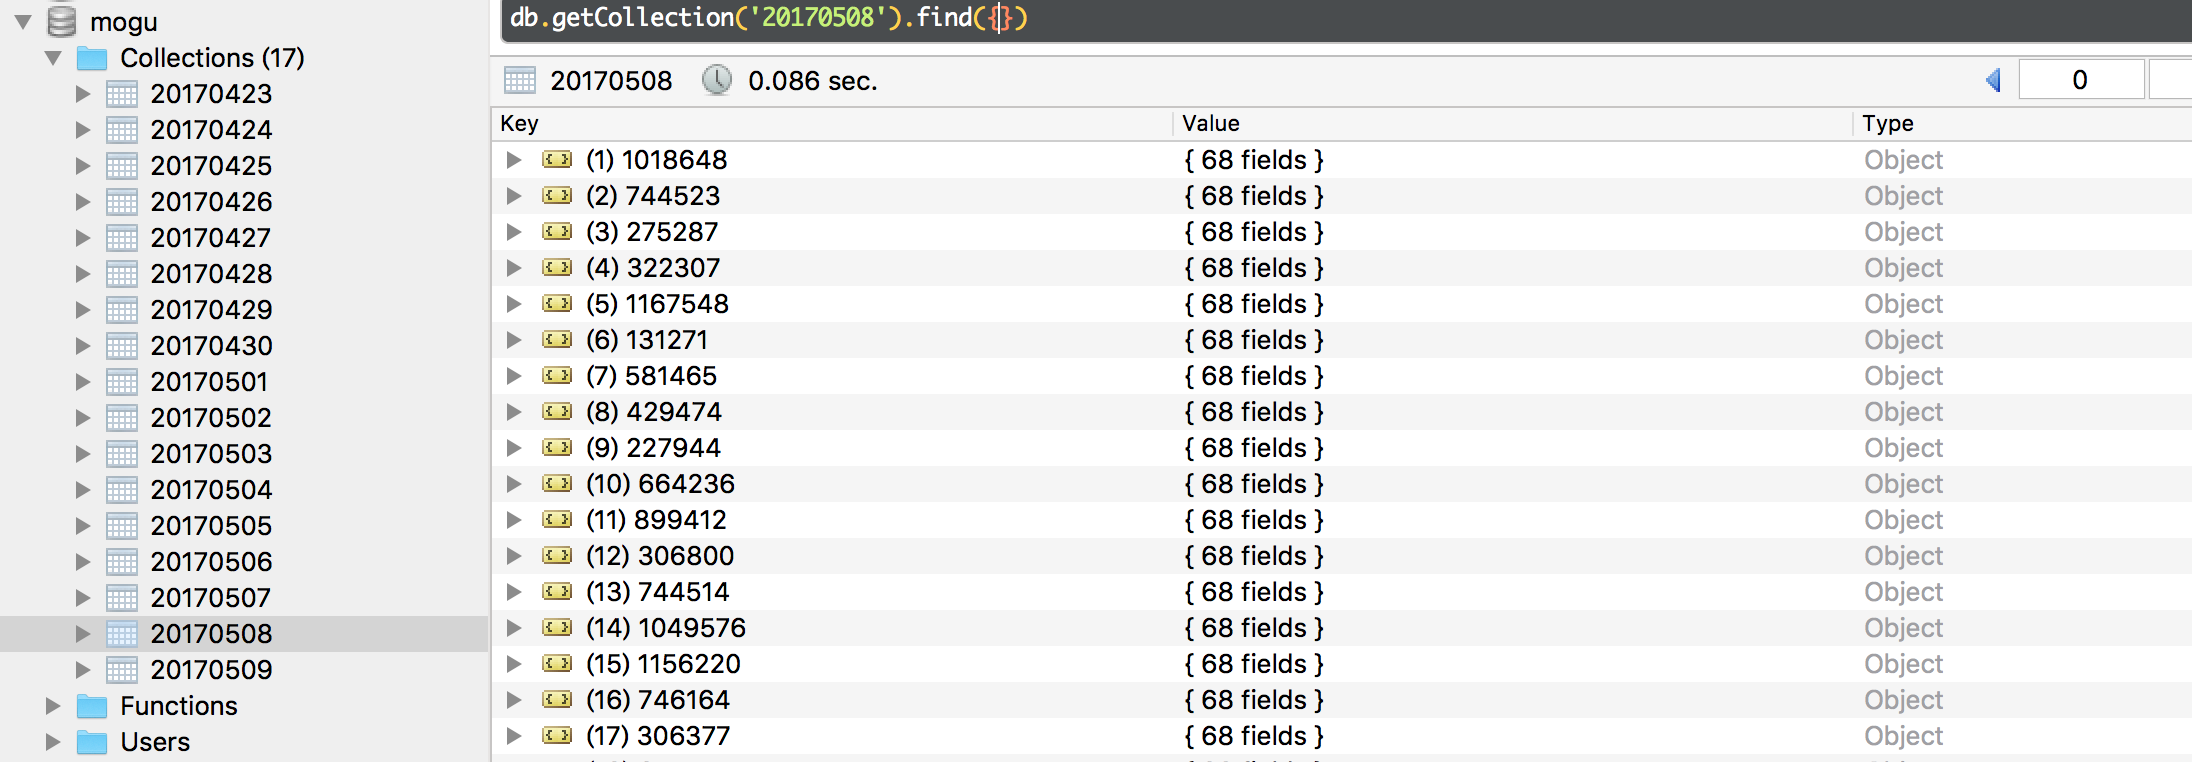 mogu
Collections (17)
20170423
20170424
20170425
20170426
20170427
20170428
20170429
20170430
20170501
20170502
20170503
20170504
20170505
20170506
20170507
20170508
20170509
Functions
Users
db.getCollection('20170508').find({})
20170508 0.086 sec. 0
Key Value Type
(1) 1018648 { 68 fields } Object
(2) 744523 { 68 fields } Object
(3) 275287 { 68 fields } Object
(4) 322307 { 68 fields } Object
(5) 1167548 { 68 fields } Object
(6) 131271 { 68 fields } Object
(7) 581465 { 68 fields } Object
(8) 429474 { 68 fields } Object
(9) 227944 { 68 fields } Object
(10) 664236 { 68 fields } Object
(11) 899412 { 68 fields } Object
(12) 306800 { 68 fields } Object
(13) 744514 { 68 fields } Object
(14) 1049576 { 68 fields } Object
(15) 1156220 { 68 fields } Object
(16) 746164 { 68 fields } Object
(17) 306377 { 68 fields } Object